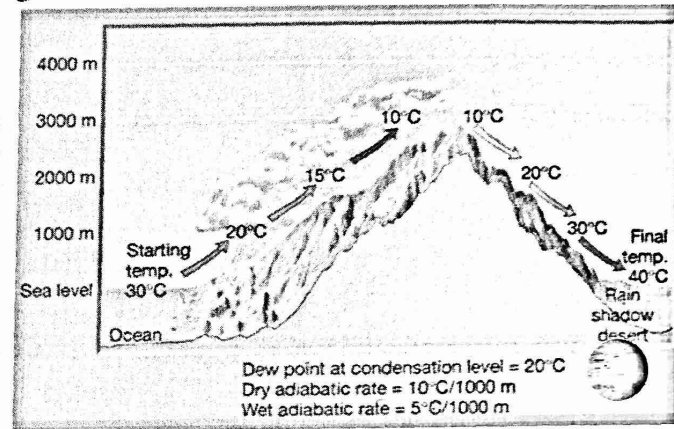 4000 m
3000 m
2000 m
1000 m
Sea level
Starting
temp.
30°C
20°C
15°C
10°C
10°C
20°C
30°C
Final
temp.
40°C
Rain
shadow
desert
Ocean
Dew point at condensation level = 20°C
Dry adiabatic rate = 10°C/1000 m
Wet adiabatic rate = 5°C/1000 m